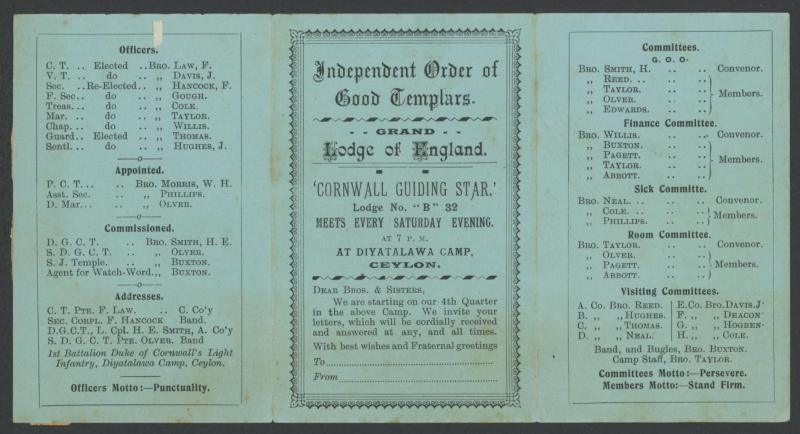 Officers.
C. T. .. Elected ..Bro. Law, F.
V. T. .. do .. ,, Davis, J.
Sec. ..Re-Elected.. ,, Hancock, F.
F. Sec.. do .. ,, Gough.
Treas... do .. ,, Cole.
Mar. .. do .. ,, Taylor.
Chap... do .. ,, Willis.
Guard.. Elected .. ,, Thomas.
Sentl... do .. ,, Hughes, J.
Appointed.
P. C. T... .. Bro. Morris, W. H.
Asst. Sec. .. ,, Phillips.
D. Mar... .. ,, Olver.
Commissioned.
D. G. C. T. .. Bro. Smith, H. E.
S. D. G. C. T. .. ,, Olver.
S. J. Temple. .. ,, Buxton.
Agent for Watch-Word.., Buxton.
Addresses.
C. T. Pte. F. Law. .. C. Co'y
Sec. Corpl. F. Hancock Band.
D.G.C.T., L. Cpl. H. E. Smith, A. Co'y
S. D. G. C. T. Pte. Olver. Band
1st Battalion Duke of Cornwall's Light
Infantry, Diyatalawa Camp, Ceylon.
Officers Motto:—Punctuality.
Independent Order of
Good Templars.
- - GRAND - -
Lodge of England.
'CORNWALL GUIDING STAR.'
Lodge No. "B" 32
MEETS EVERY SATURDAY EVENING.
AT 7 P. M.
AT DIYATALAWA CAMP,
CEYLON.
Dear Bros. & Sisters,
We are starting on our 4th Quarter
in the above Camp. We invite your
letters, which will be cordially received
and answered at any, and all times.
With best wishes and Fraternal greetings
To
From
Committees.
G. O. O.
Bro. Smith, H. .. .. Convenor.
,, Reed. .. .. ..
,, Taylor. .. ..
,, Olver. .. .. Members.
,, Edwards. .. ..
Finance Committee.
Bro. Willis. .. .. Convenor.
,, Buxton. .. ..
,, Pagett. .. .. Members.
,, Taylor. .. ..
,, Abbott. .. ..
Sick Committe.
Bro. Neal... .. .. Convenor.
,, Cole. .. .. .. Members.
,, Phillips. .. ..
Room Committee.
Bro. Taylor. .. .. Convenor.
,, Olver. .. ..
,, Pagett. .. .. Members.
,, Abbott. .. ..
Visiting Committees.
A. Co. Bro. Reed. E.Co. Bro.Davis.J.
B. ,, ,, Hughes. F. ,, ,, Deacon
C. ,, ,, Thomas. G. ,, ,, Hogben.
D. ,, ,, Neal. H. ,, ,, Cole.
Band, and Bugles, Bro. Buxton.
Camp Staff, Bro. Taylor.
Committees Motto:—Persevere.
Members Motto:—Stand Firm.